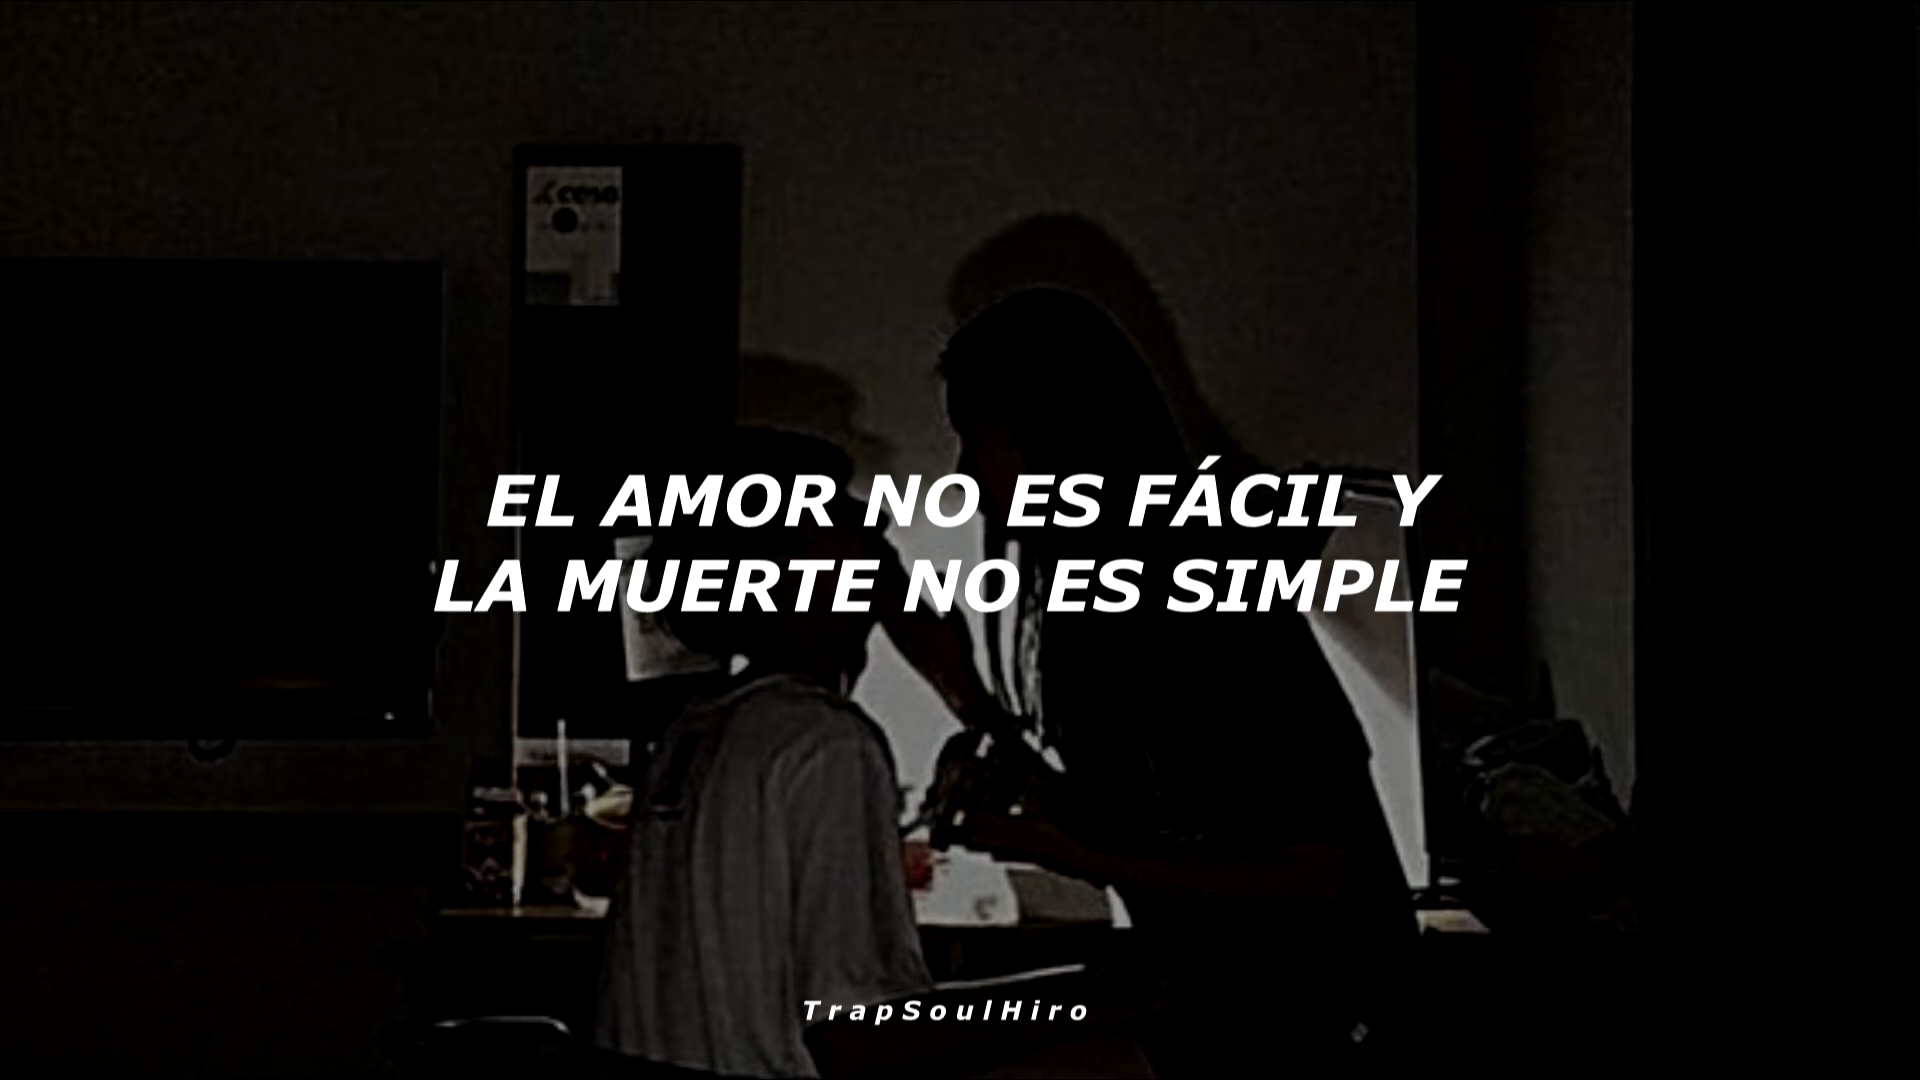 EL AMOR NO ES FÁCIL Y
LA MUERTE NO ES SIMPLE
TrapSoulHiro